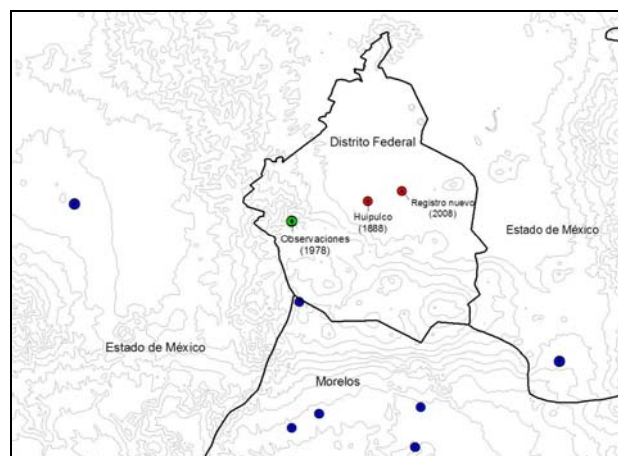 Distrito Federal
Registro nuevo
(2008)
Huipulco
(1888)
Observaciones
(1978)
Estado de México
Estado de México
Morelos